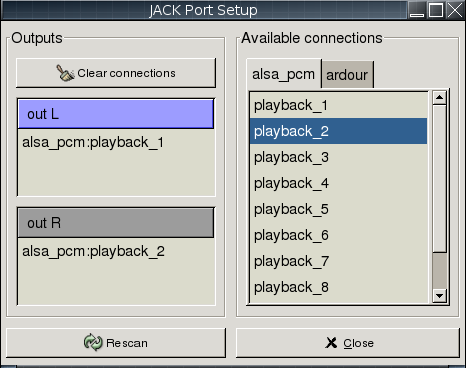 JACK Port Setup
Outputs
Clear connections
out L
alsa_pcm:playback_1
out R
alsa_pcm:playback_2
Available connections
alsa_pcm
ardour
playback_1
playback_2
playback_3
playback_4
playback_5
playback_6
playback_7
playback_8
Rescan
Close